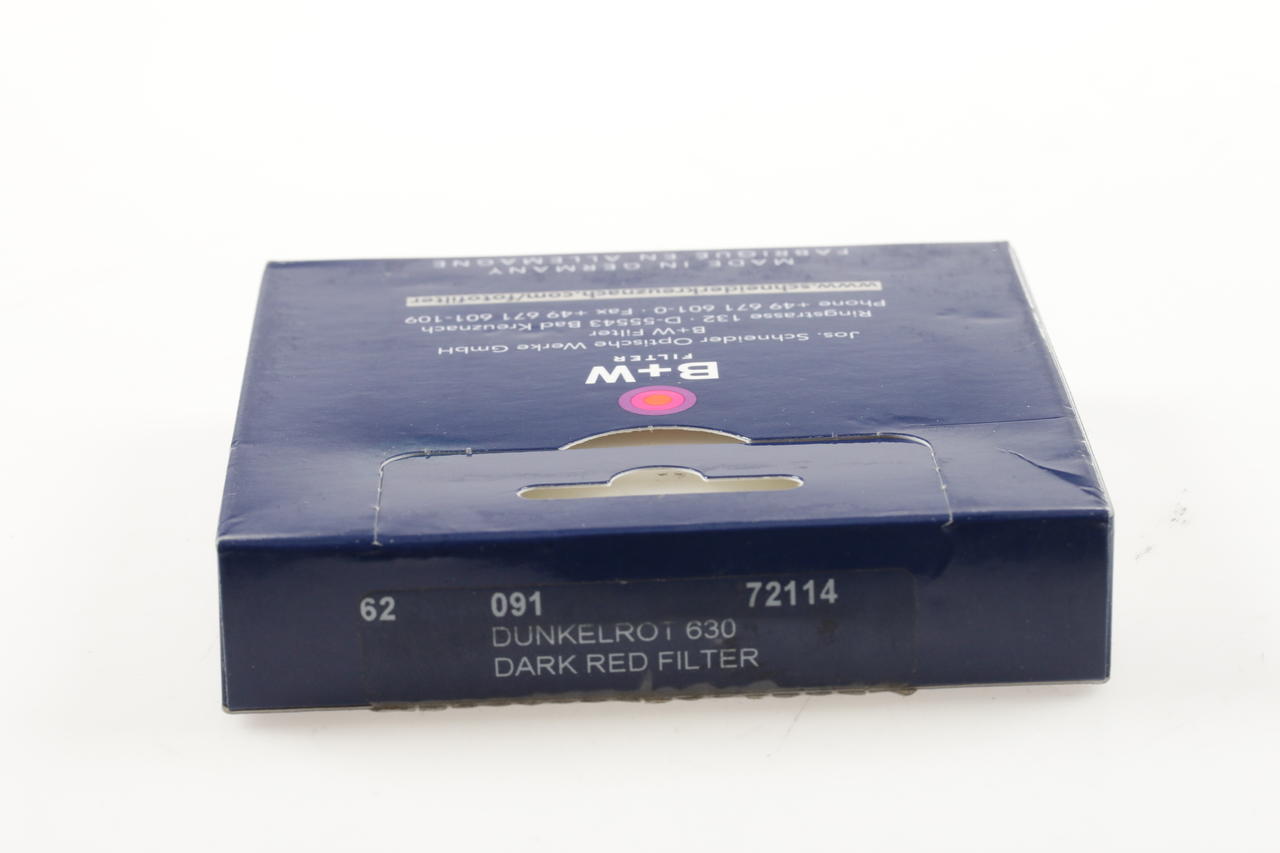 B+W
FILTER
Jos. Schneider Optische Werke GmbH
B+W Filter
Ringstrasse 132 · D-55543 Bad Kreuznach
Phone +49 671 601-0 · Fax +49 671 601-109
www.schneiderkreuznach.com/fotofilter
MADE IN GERMANY
FABRIQUE EN ALLEMAGNE
62 091 72114
DUNKELROT 630
DARK RED FILTER